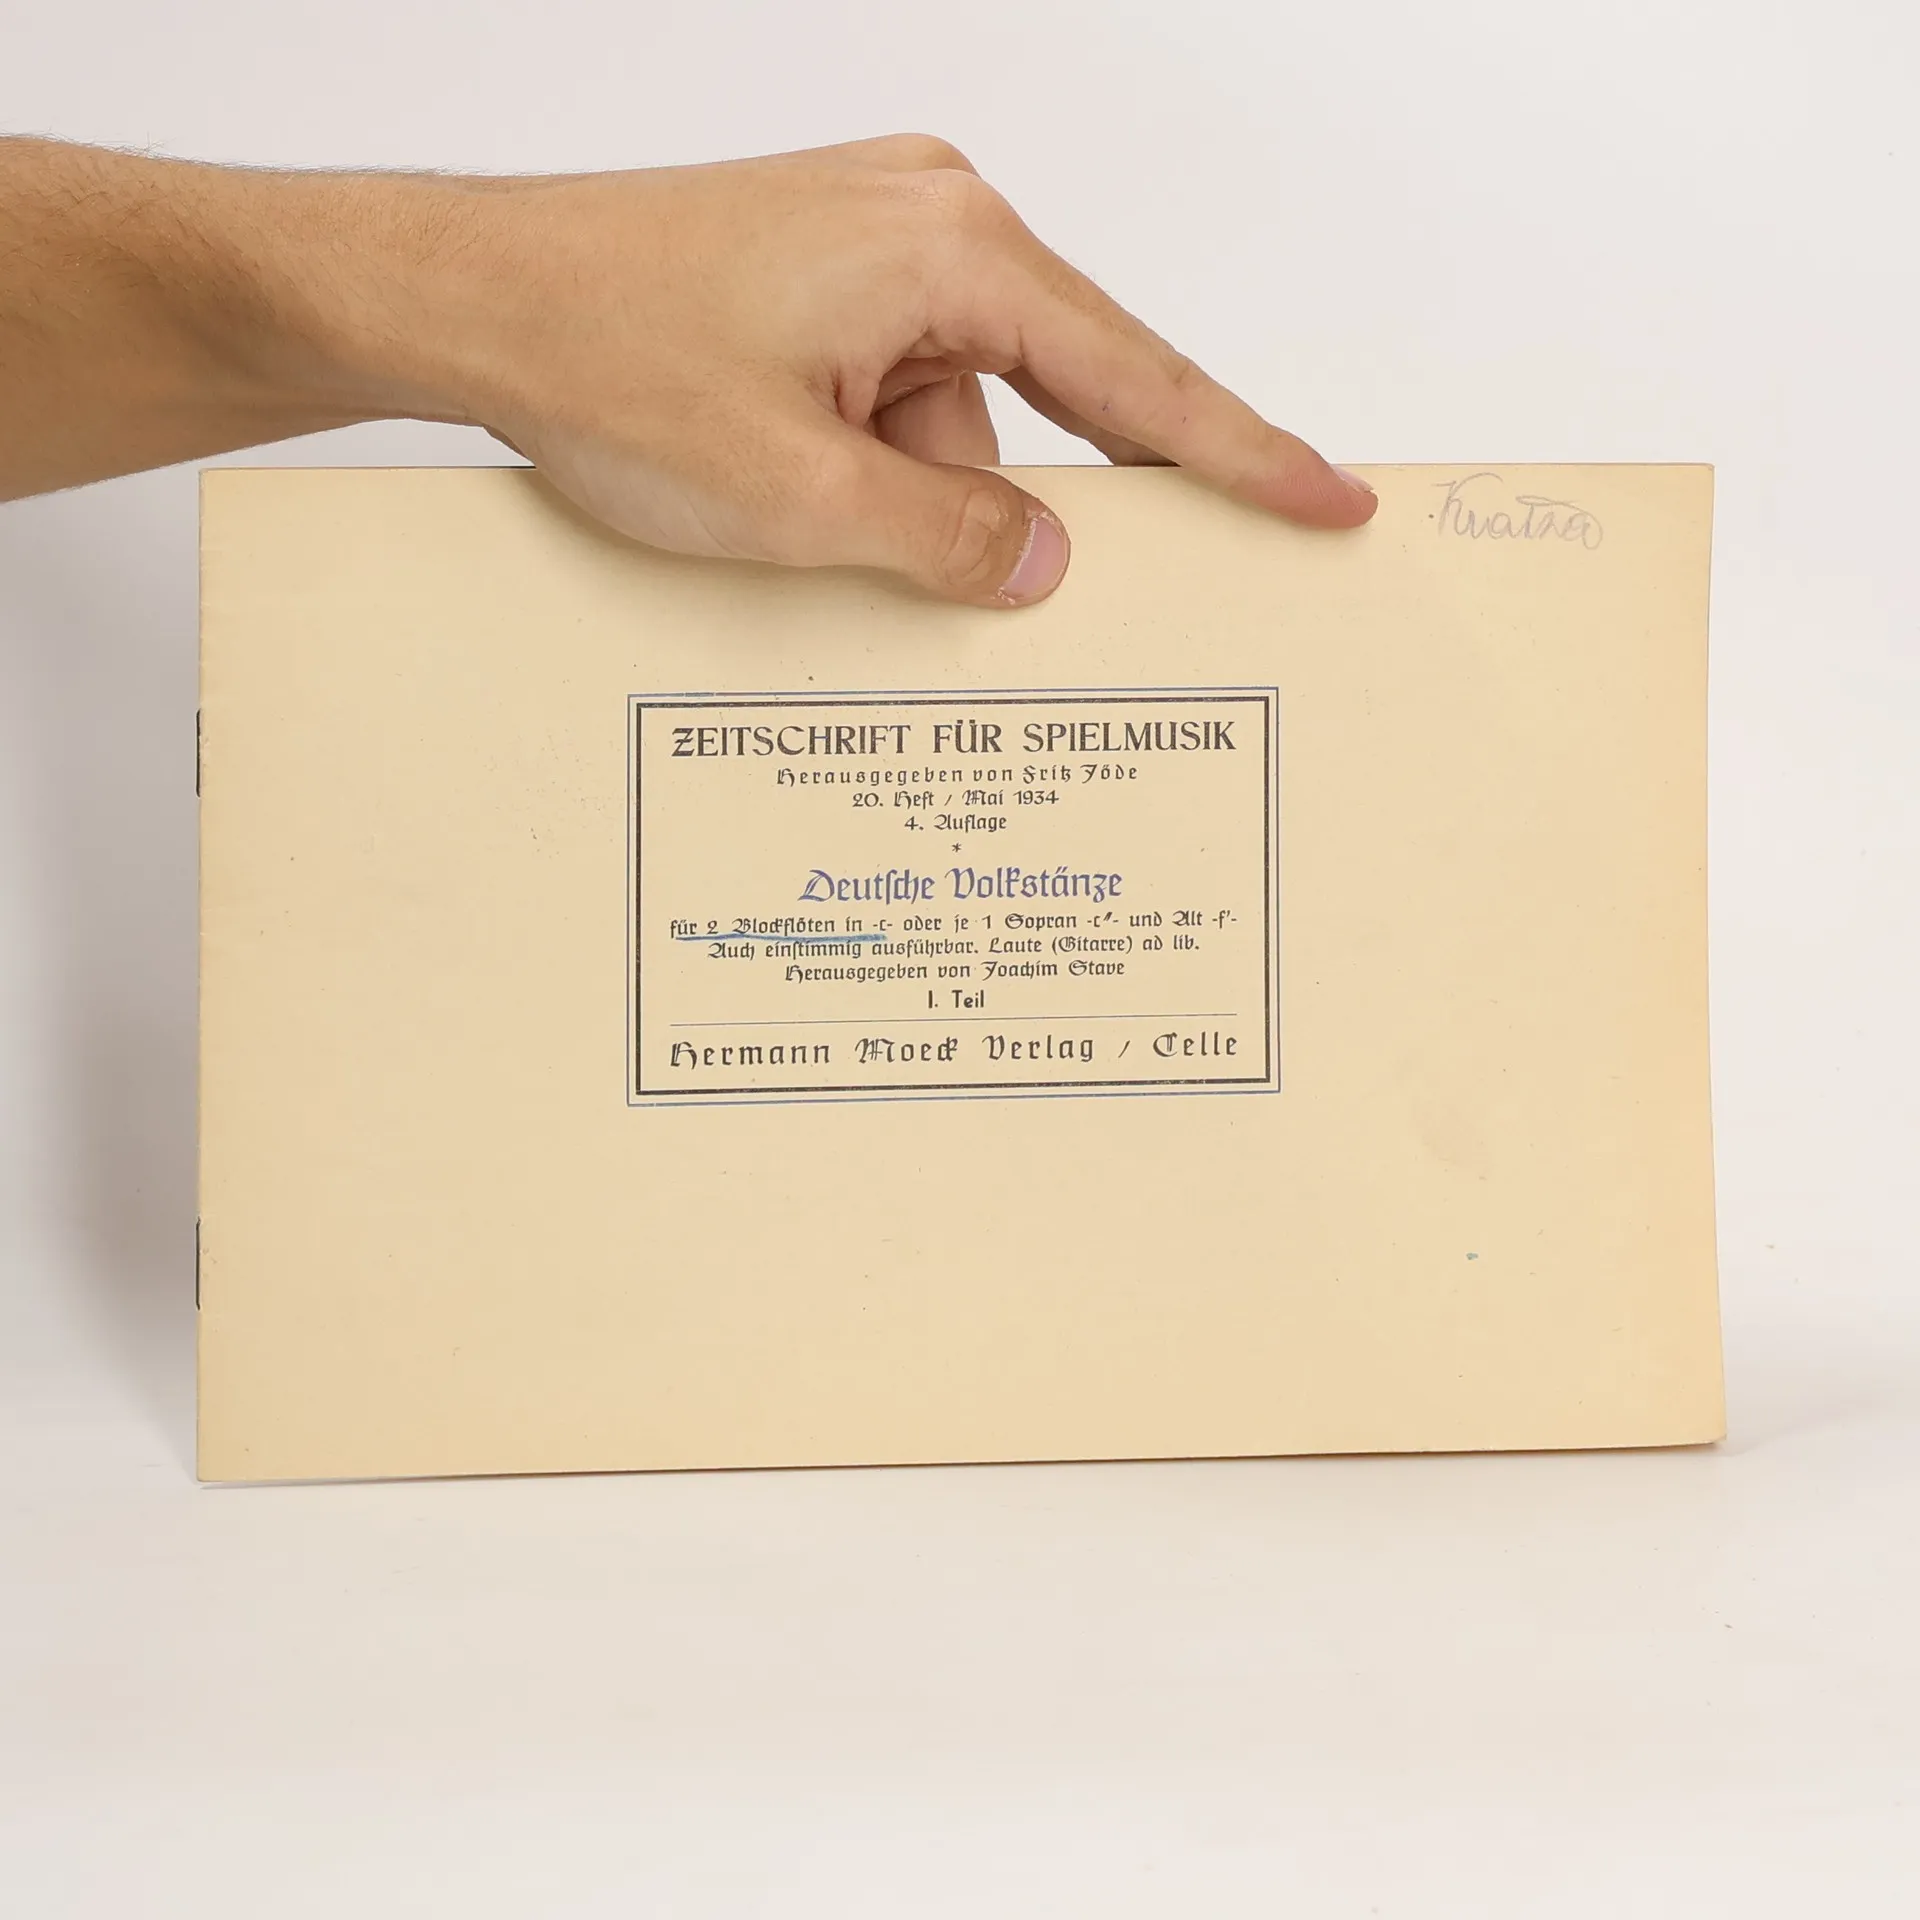 ZEITSCHRIFT FÜR SPIELMUSIK
Herausgegeben von Fritz Jöde
20. Heft / Mai 1934
4. Auflage
*
Deutſche Volkstänze
für 2 Blockflöten in -c- oder je 1 Sopran -c"- und Alt -f'-
Auch einſtimmig ausführbar. Laute (Gitarre) ad lib.
Herausgegeben von Joachim Stave
I. Teil
Hermann Moeck Verlag / Celle